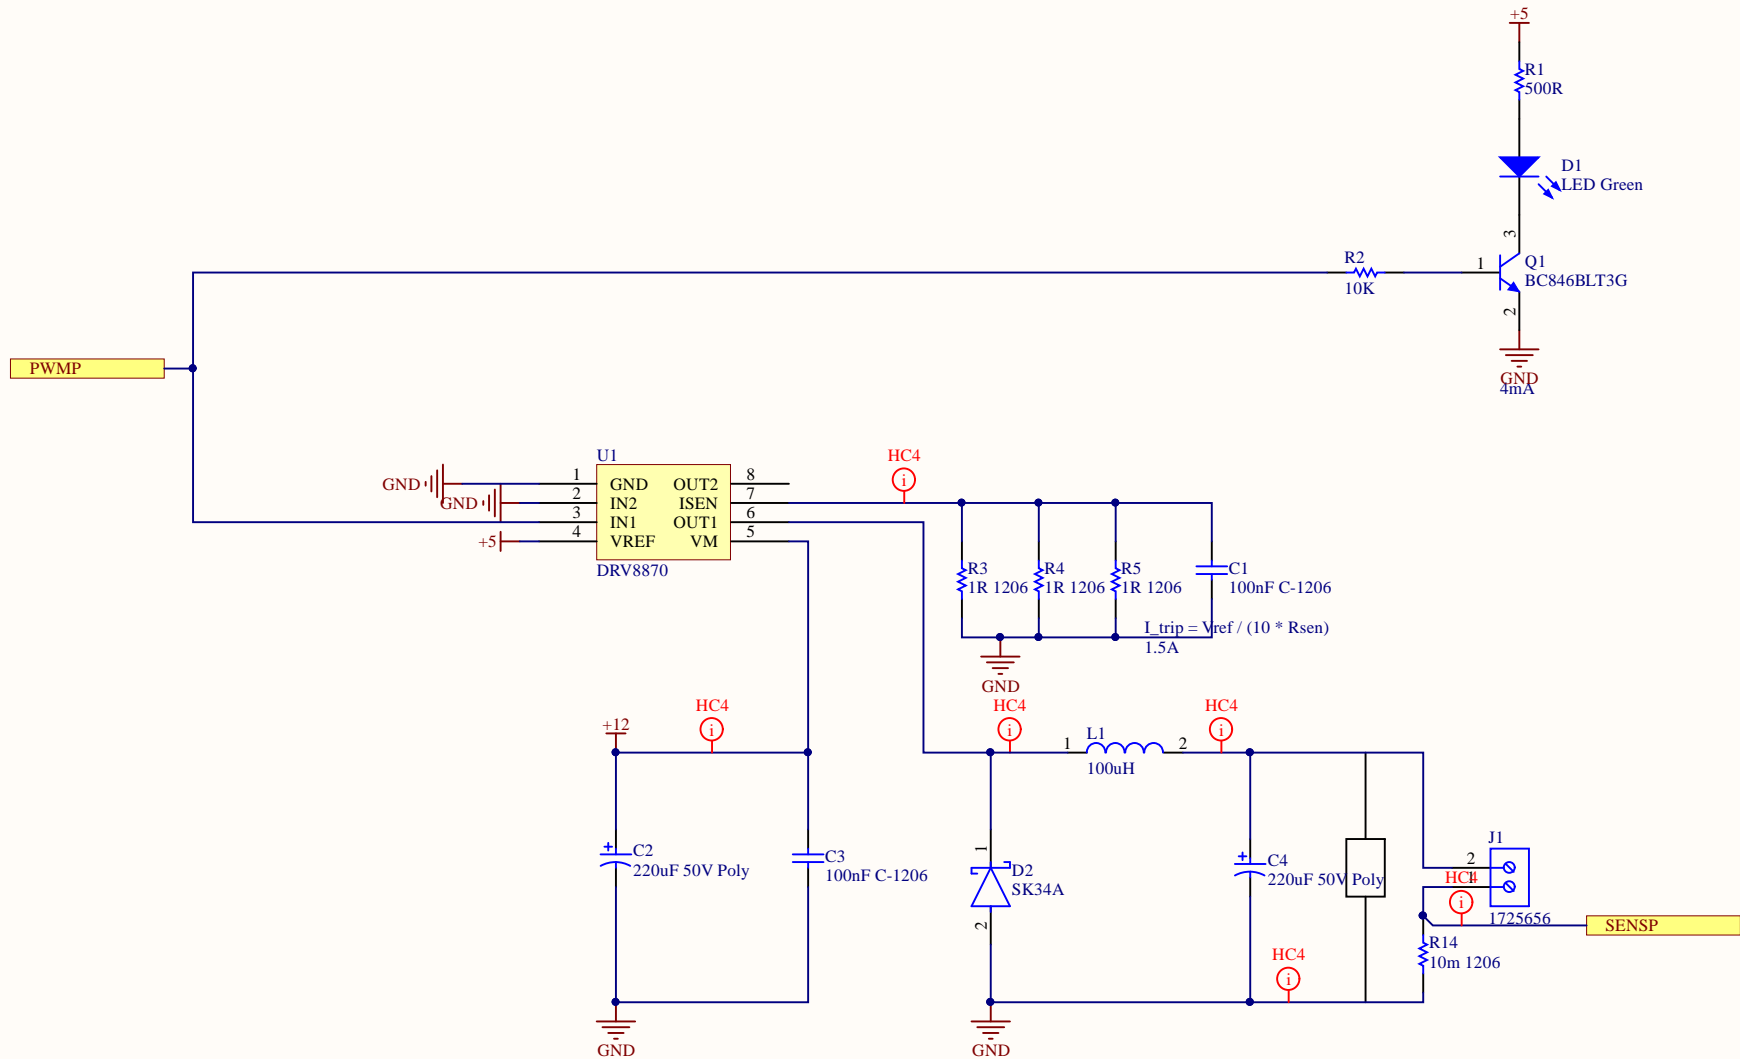 +5
R1
500R
D1
LED Green
3
R2
10K
1
Q1
BC846BLT3G
2
GND
4mA
PWMP
U1
HC4
i
GND
GND
+5
1
2
3
4
GND
IN2
IN1
VREF
OUT2
ISEN
OUT1
VM
8
7
6
5
DRV8870
R3
1R 1206
R4
1R 1206
R5
1R 1206
C1
100nF C-1206
I_trip = Vref / (10 * Rsen)
1.5A
GND
+12
HC4
i
HC4
i
HC4
i
1
L1
2
100uH
C2
220uF 50V Poly
C3
100nF C-1206
1
D2
SK34A
2
C4
220uF 50V Poly
J1
2
1
HC4
i
1725656
SENSP
R14
10m 1206
HC4
i
GND
GND